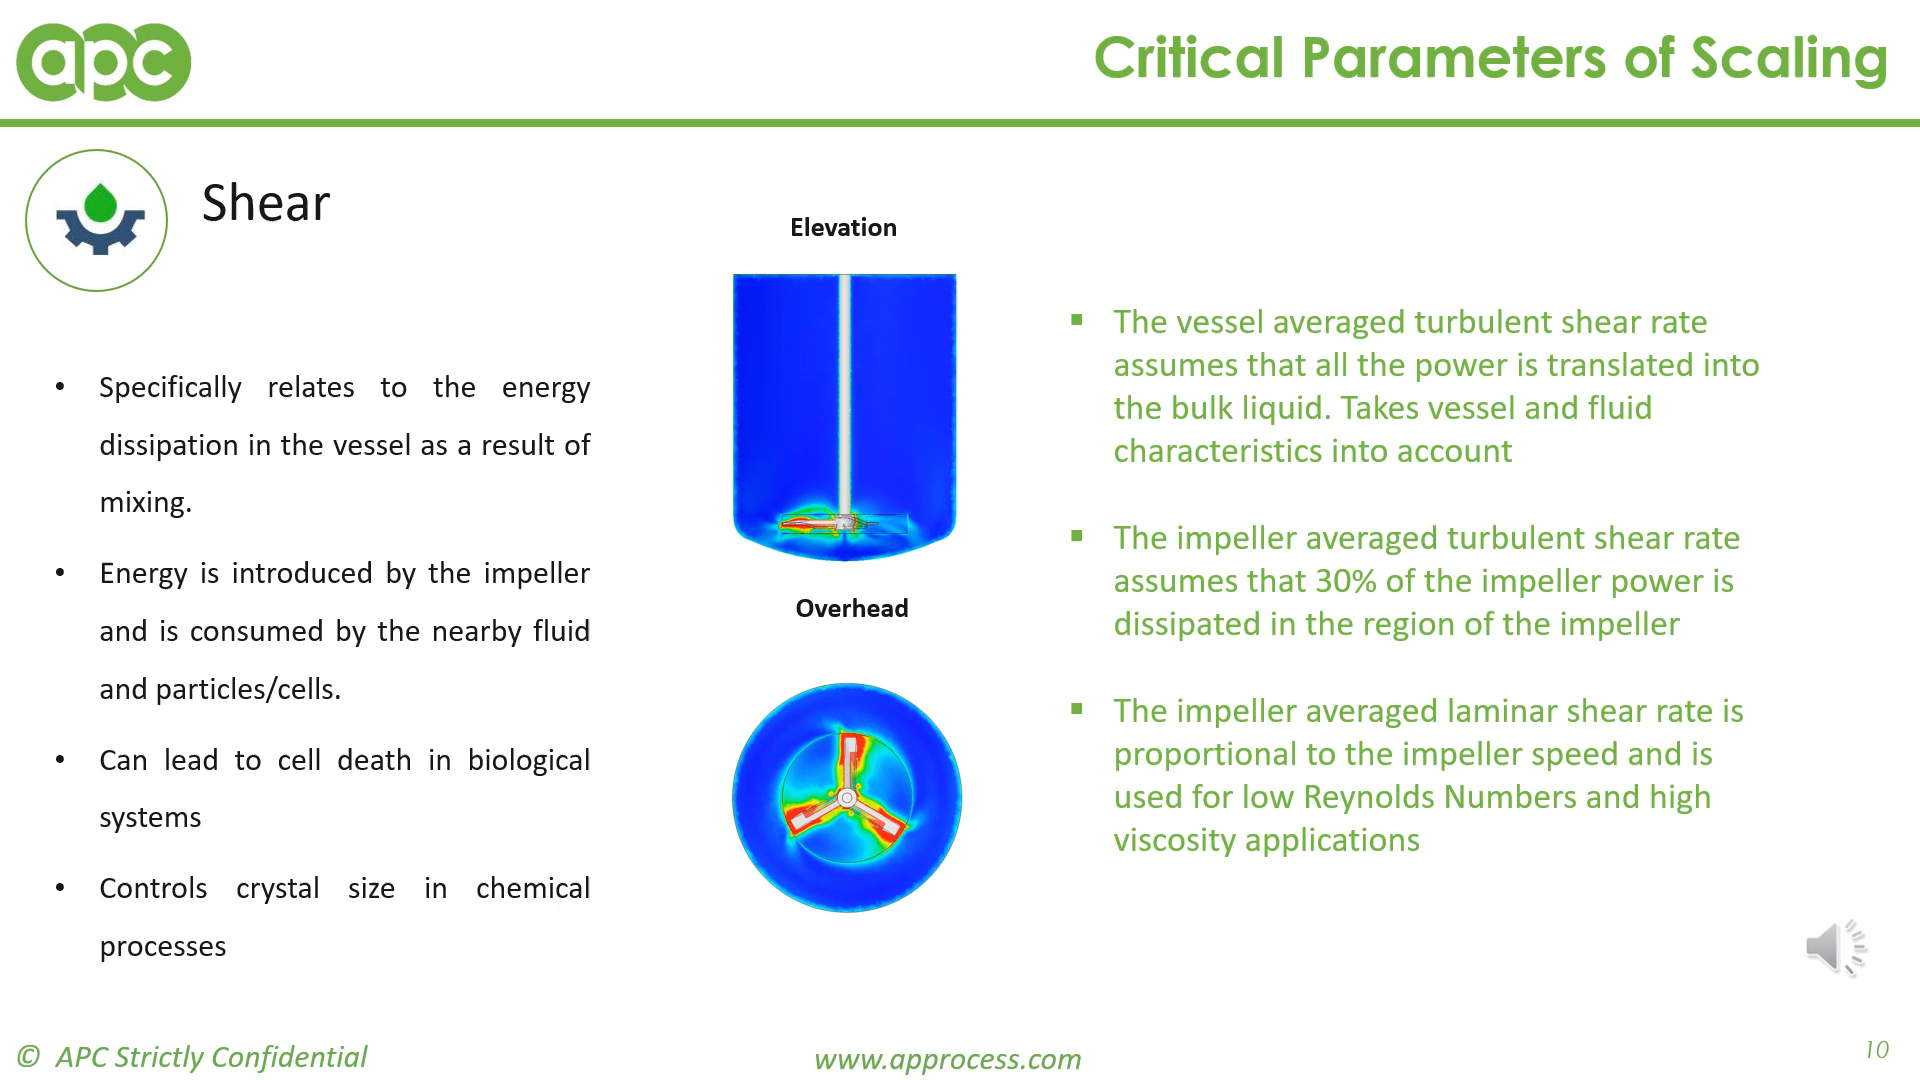 apc
Critical Parameters of Scaling
Shear
• Specifically relates to the energy
dissipation in the vessel as a result of
mixing.
• Energy is introduced by the impeller
and is consumed by the nearby fluid
and particles/cells.
• Can lead to cell death in biological
systems
• Controls crystal size in chemical
processes
Elevation
Overhead
▪ The vessel averaged turbulent shear rate
assumes that all the power is translated into
the bulk liquid. Takes vessel and fluid
characteristics into account
▪ The impeller averaged turbulent shear rate
assumes that 30% of the impeller power is
dissipated in the region of the impeller
▪ The impeller averaged laminar shear rate is
proportional to the impeller speed and is
used for low Reynolds Numbers and high
viscosity applications
© APC Strictly Confidential
www.approcess.com
10